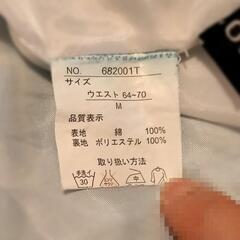 NO. 682001T
サイズ
ウエスト 64~70
M
品質表示
表地 綿 100%
裏地 ポリエステル 100%
取り扱い方法
30
中